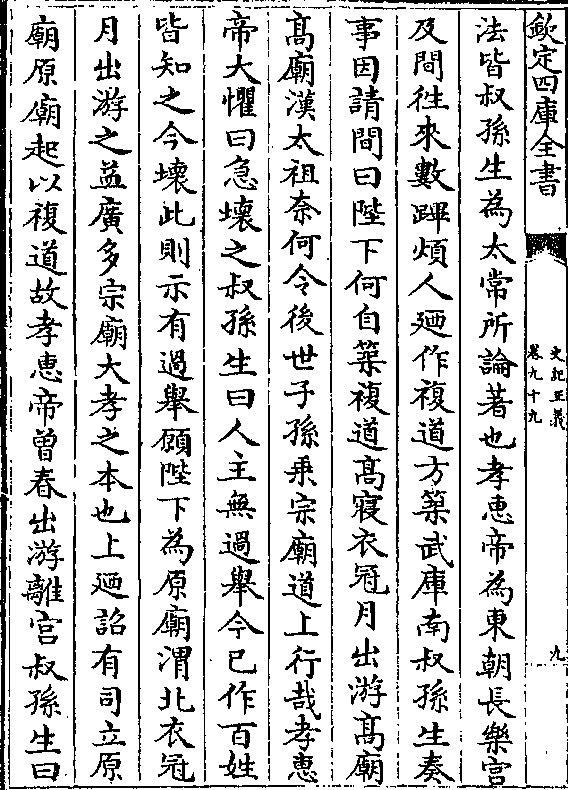 欽定四庫全書
史記正義
卷九十九
九
法皆叔孫生為太常所論著也孝惠帝為東朝長樂宮
及間徃來數蹕煩人廼作複道方築武庫南叔孫生奏
事因請間曰陛下何自築複道髙寢衣冠月出游髙廟
髙廟漢太祖奈何令後世子孫乗宗廟道上行哉孝惠
帝大懼曰急壞之叔孫生曰人主無過舉今已作百姓
皆知之今壞此則示有過舉願陛下為原廟渭北衣冠
月出游之益廣多宗廟大孝之本也上廼詔有司立原
廟原廟起以複道故孝惠帝曽春出游離宫叔孫生曰